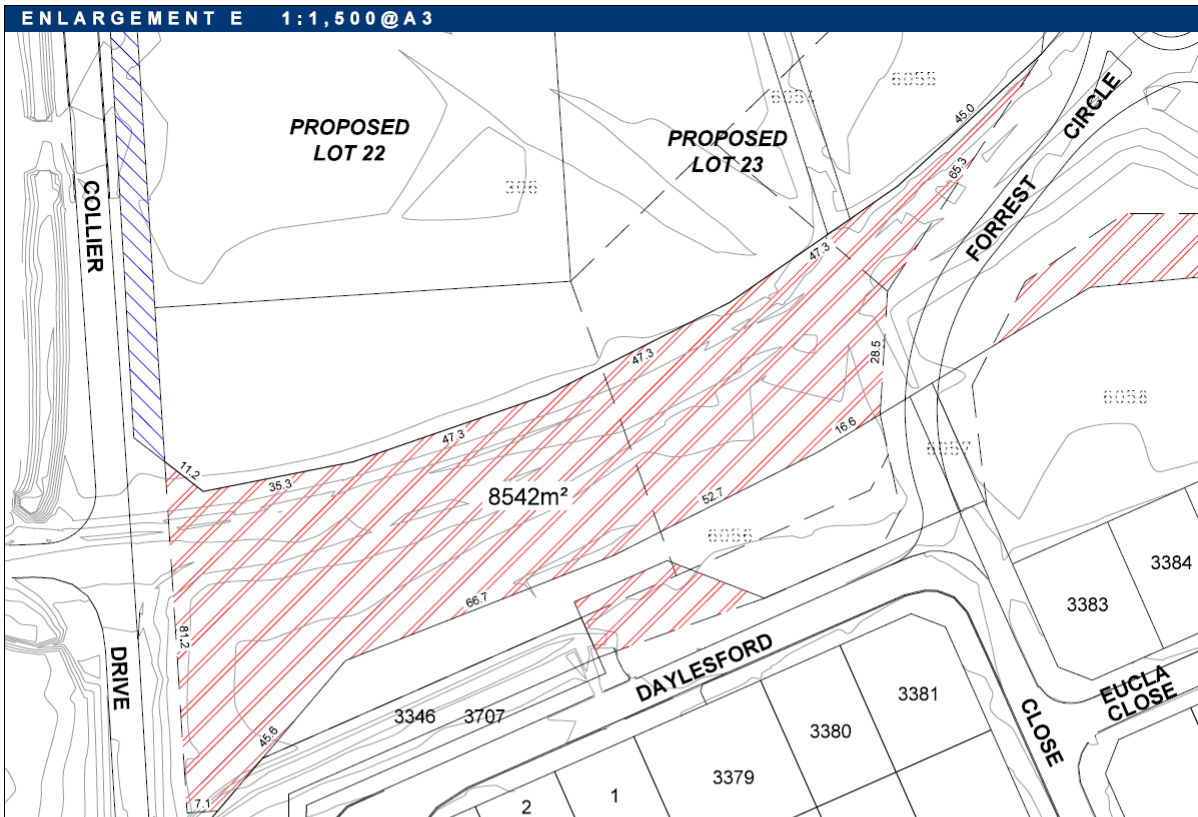 ENLARGEMENT E 1:1,500@A3
6055
CIRCLE
45.0
PROPOSED
LOT 22
PROPOSED
LOT 23
306
65.3
COLLIER
FORREST
47.3
47.3
28.5
6058
47.3
16.6
6057
11.2
35.3
8542m²
52.7
6056
3384
3383
66.7
81.2
DAYLESFORD
DRIVE
EUCLA
CLOSE
3381
3346
3707
3380
CLOSE
45.6
3379
7.1
2
1